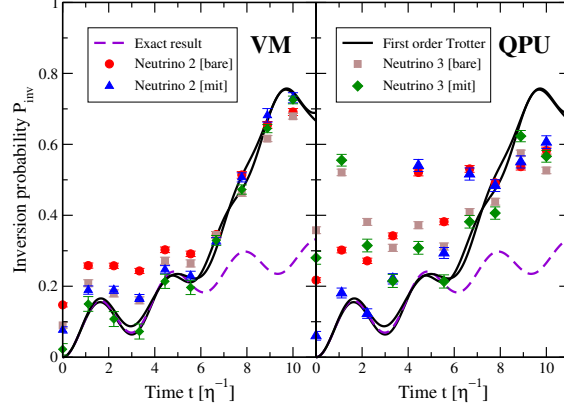 1
0.8
0.6
0.4
0.2
0
Inversion probability P_inv
Exact result
Neutrino 2 [bare]
Neutrino 2 [mit]
VM
First order Trotter
Neutrino 3 [bare]
Neutrino 3 [mit]
QPU
0 2 4 6 8 10 0 2 4 6 8 10
Time t [η⁻¹] Time t [η⁻¹]